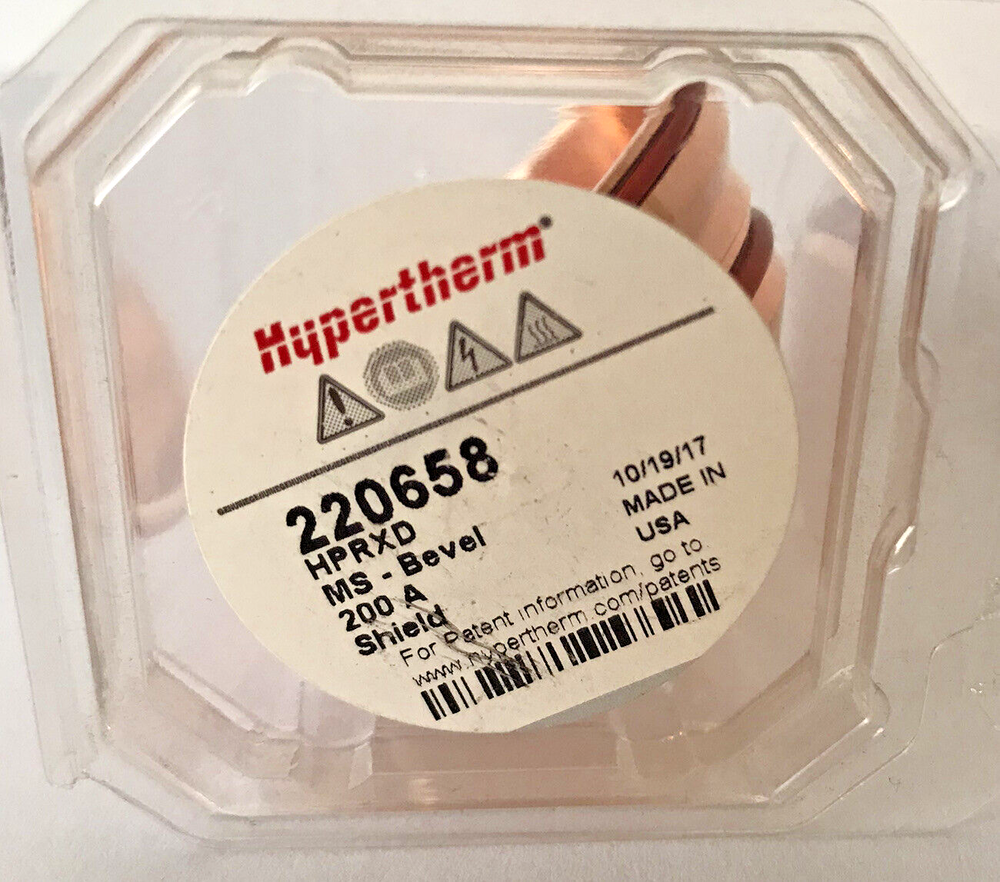 Hypertherm®
220658
HPRXD
MS - Bevel
200 A
Shield
10/19/17
MADE IN
USA
For Patent information, go to
www.hypertherm.com/patents